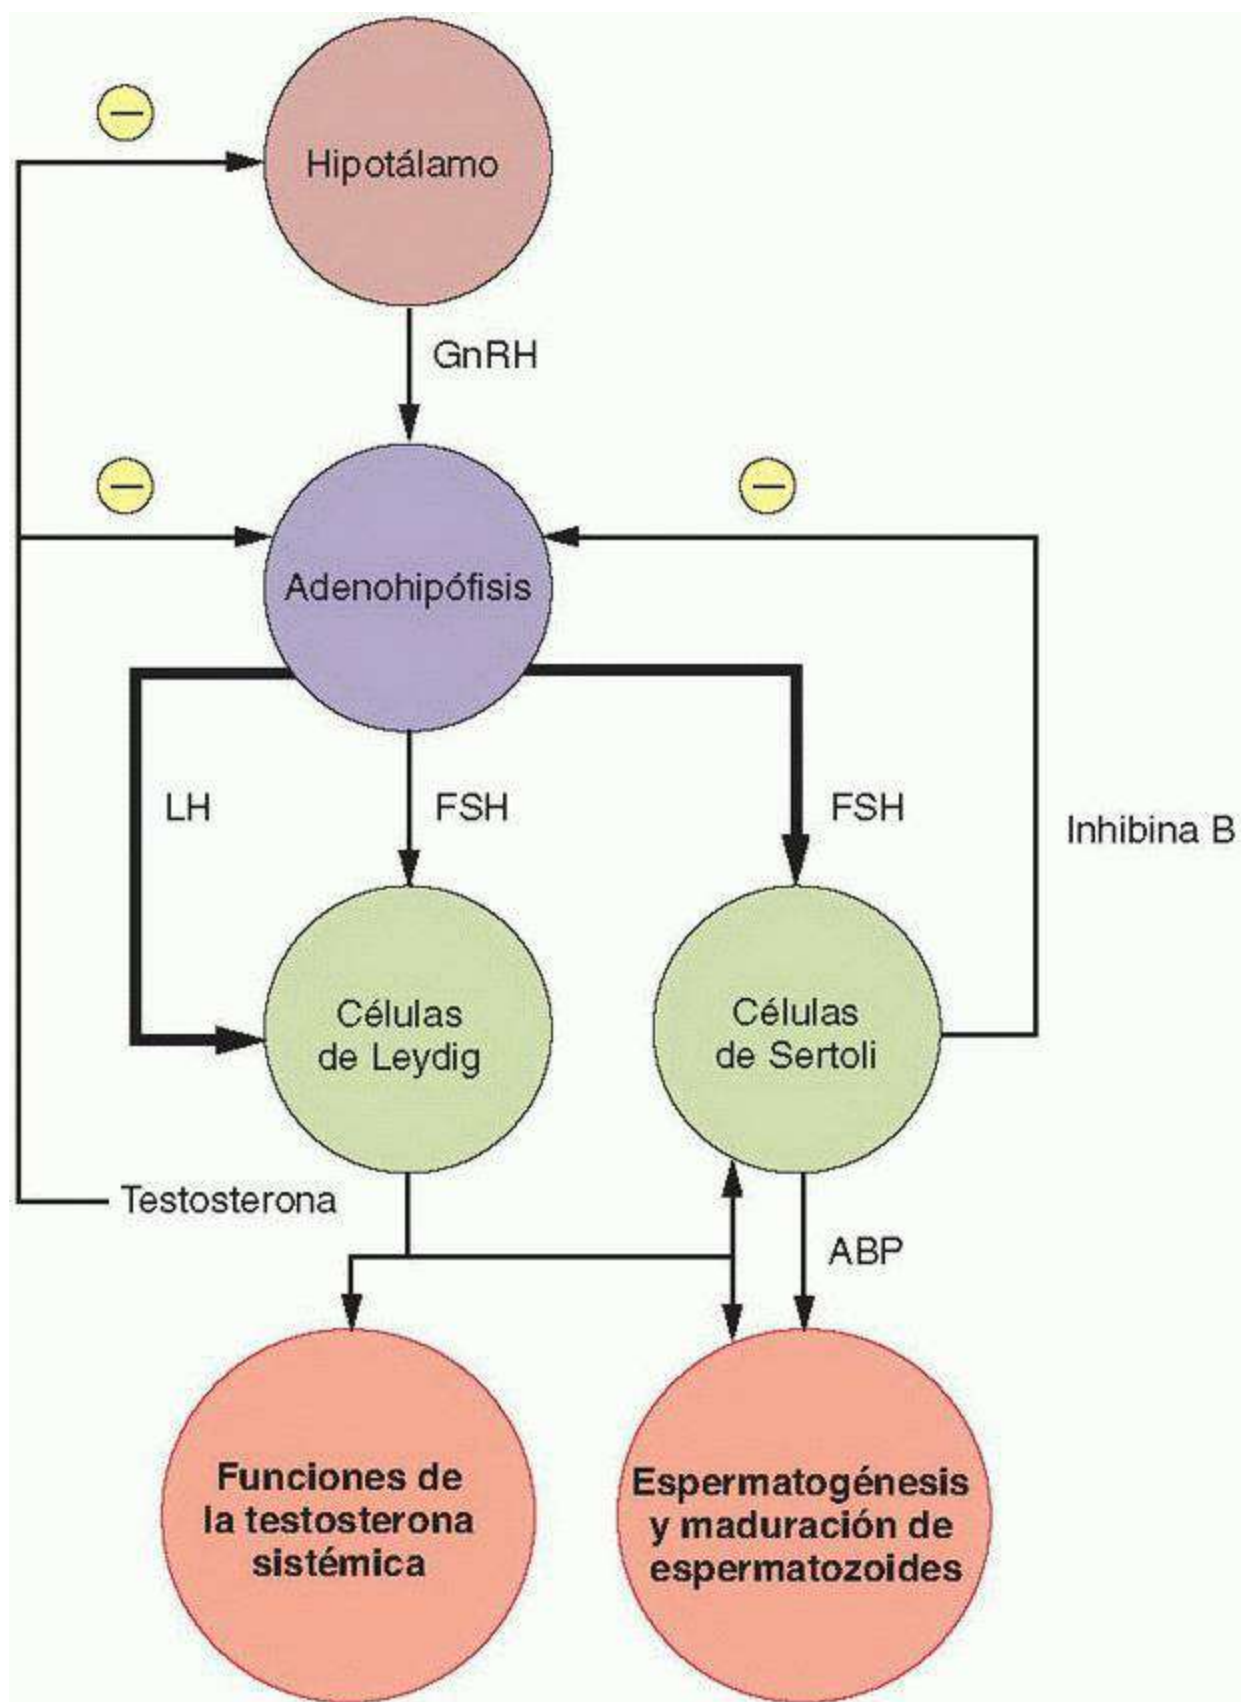 −
Hipotálamo
GnRH
−
−
Adenohipófisis
LH
FSH
FSH
Inhibina B
Células
de Leydig
Células
de Sertoli
Testosterona
ABP
Funciones de
la testosterona
sistémica
Espermatogénesis
y maduración de
espermatozoides